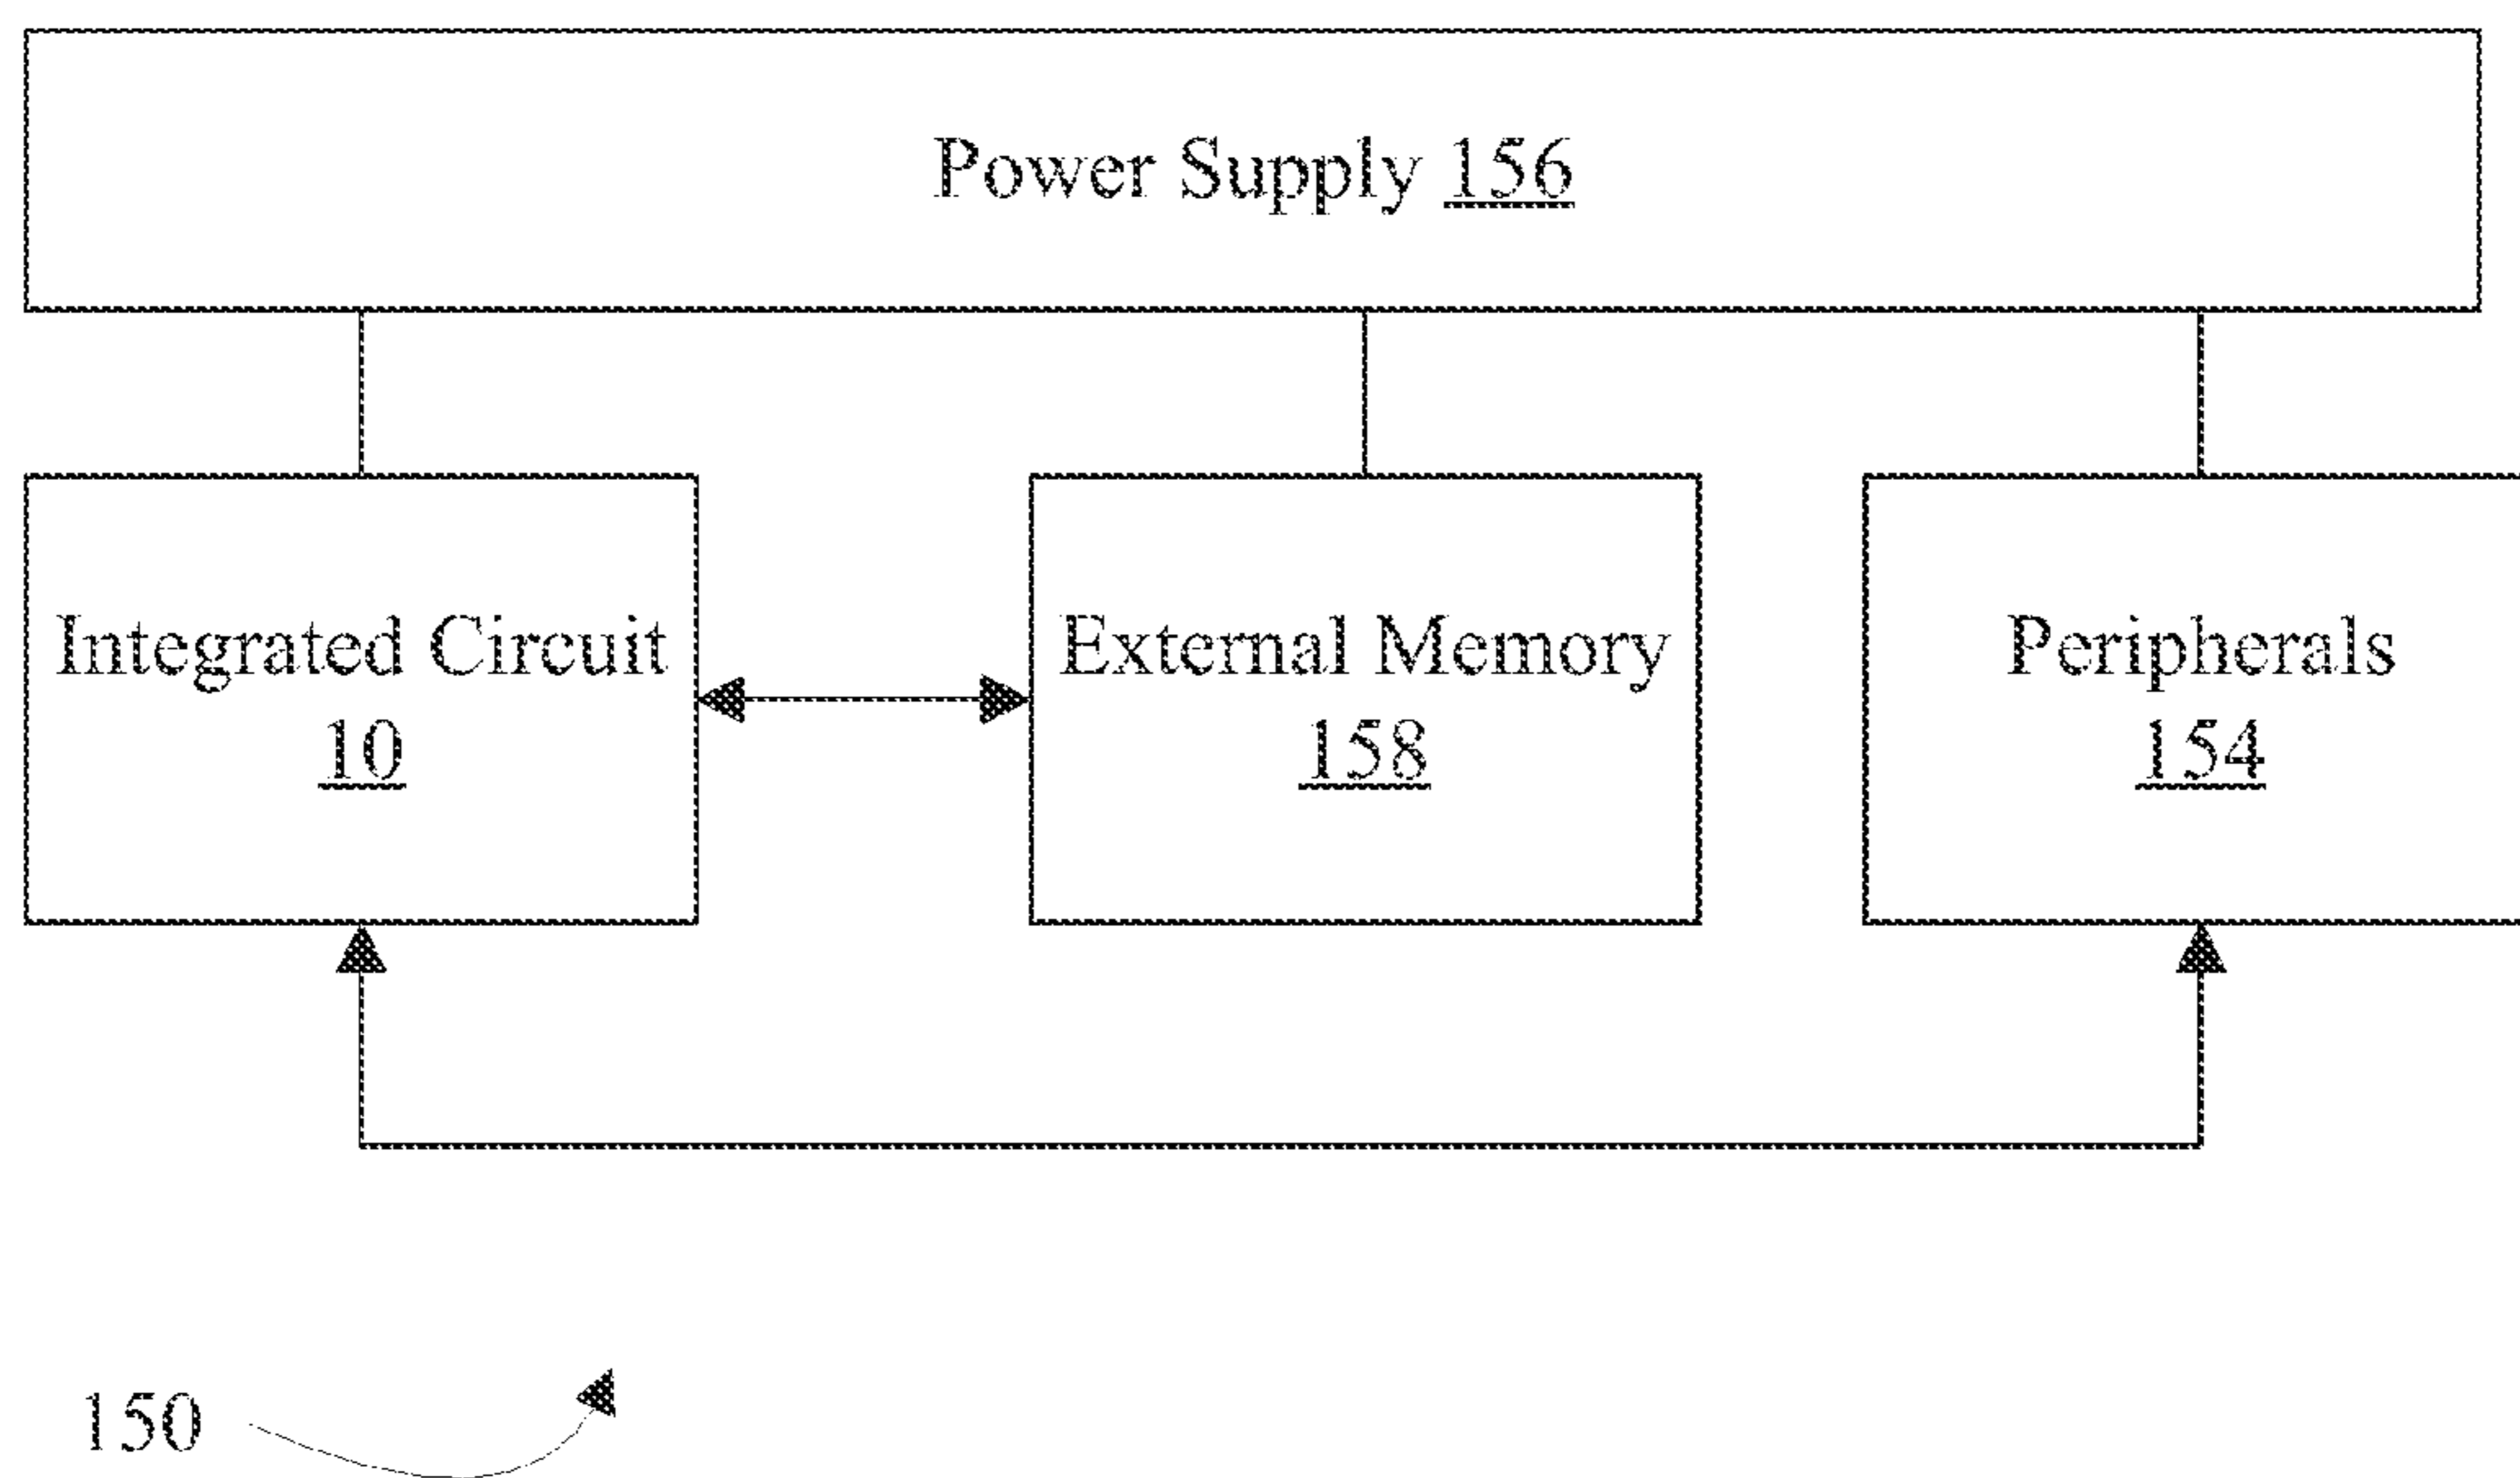 Power Supply 156
Integrated Circuit
10
External Memory
158
Peripherals
154
150